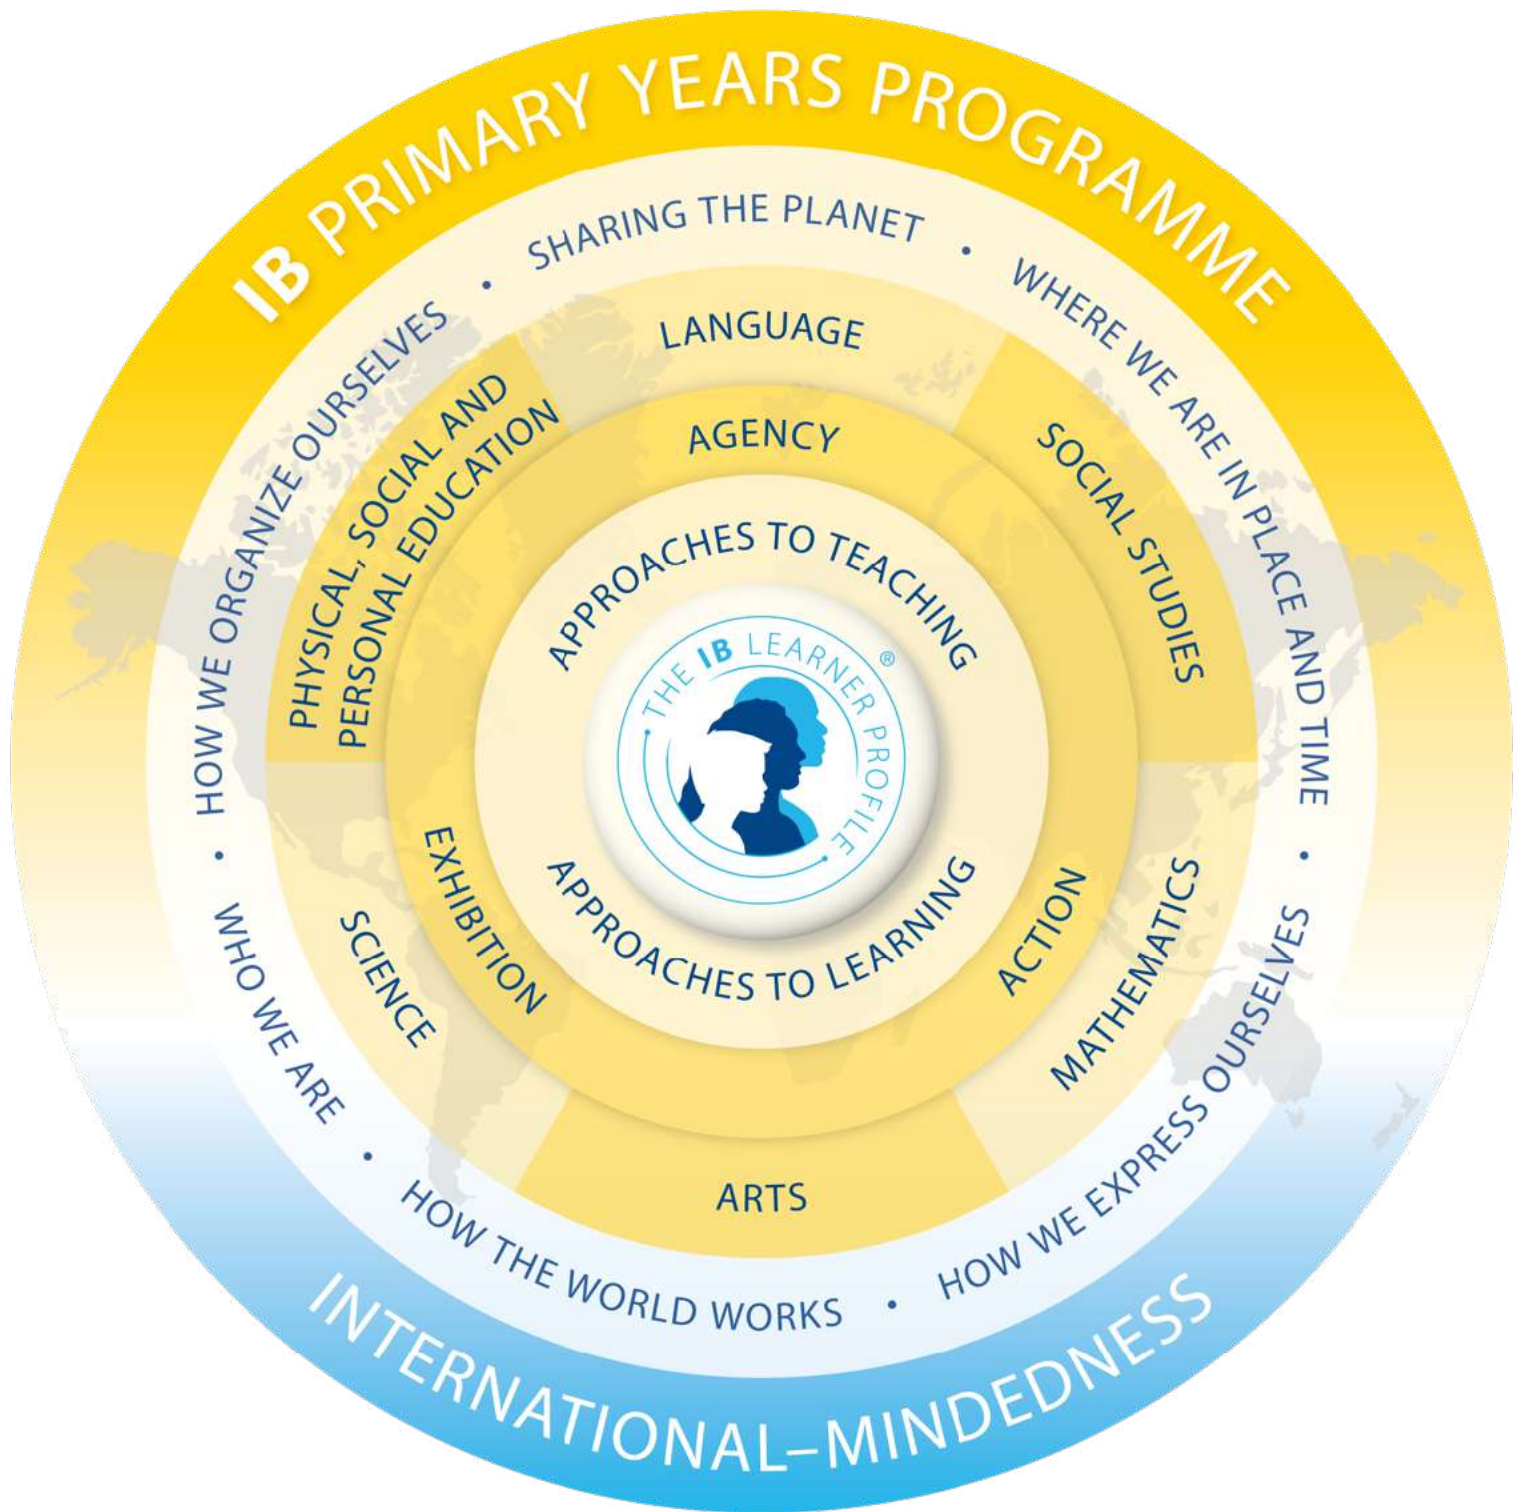 IB PRIMARY YEARS PROGRAMME
SHARING THE PLANET
•
WHERE WE ARE IN PLACE AND TIME
•
HOW WE EXPRESS OURSELVES
•
HOW THE WORLD WORKS
•
WHO WE ARE
•
HOW WE ORGANIZE OURSELVES
•
LANGUAGE
SOCIAL STUDIES
MATHEMATICS
ARTS
SCIENCE
PHYSICAL, SOCIAL AND
PERSONAL EDUCATION
AGENCY
ACTION
EXHIBITION
APPROACHES TO TEACHING
THE IB LEARNER PROFILE ®
APPROACHES TO LEARNING
INTERNATIONAL–MINDEDNESS